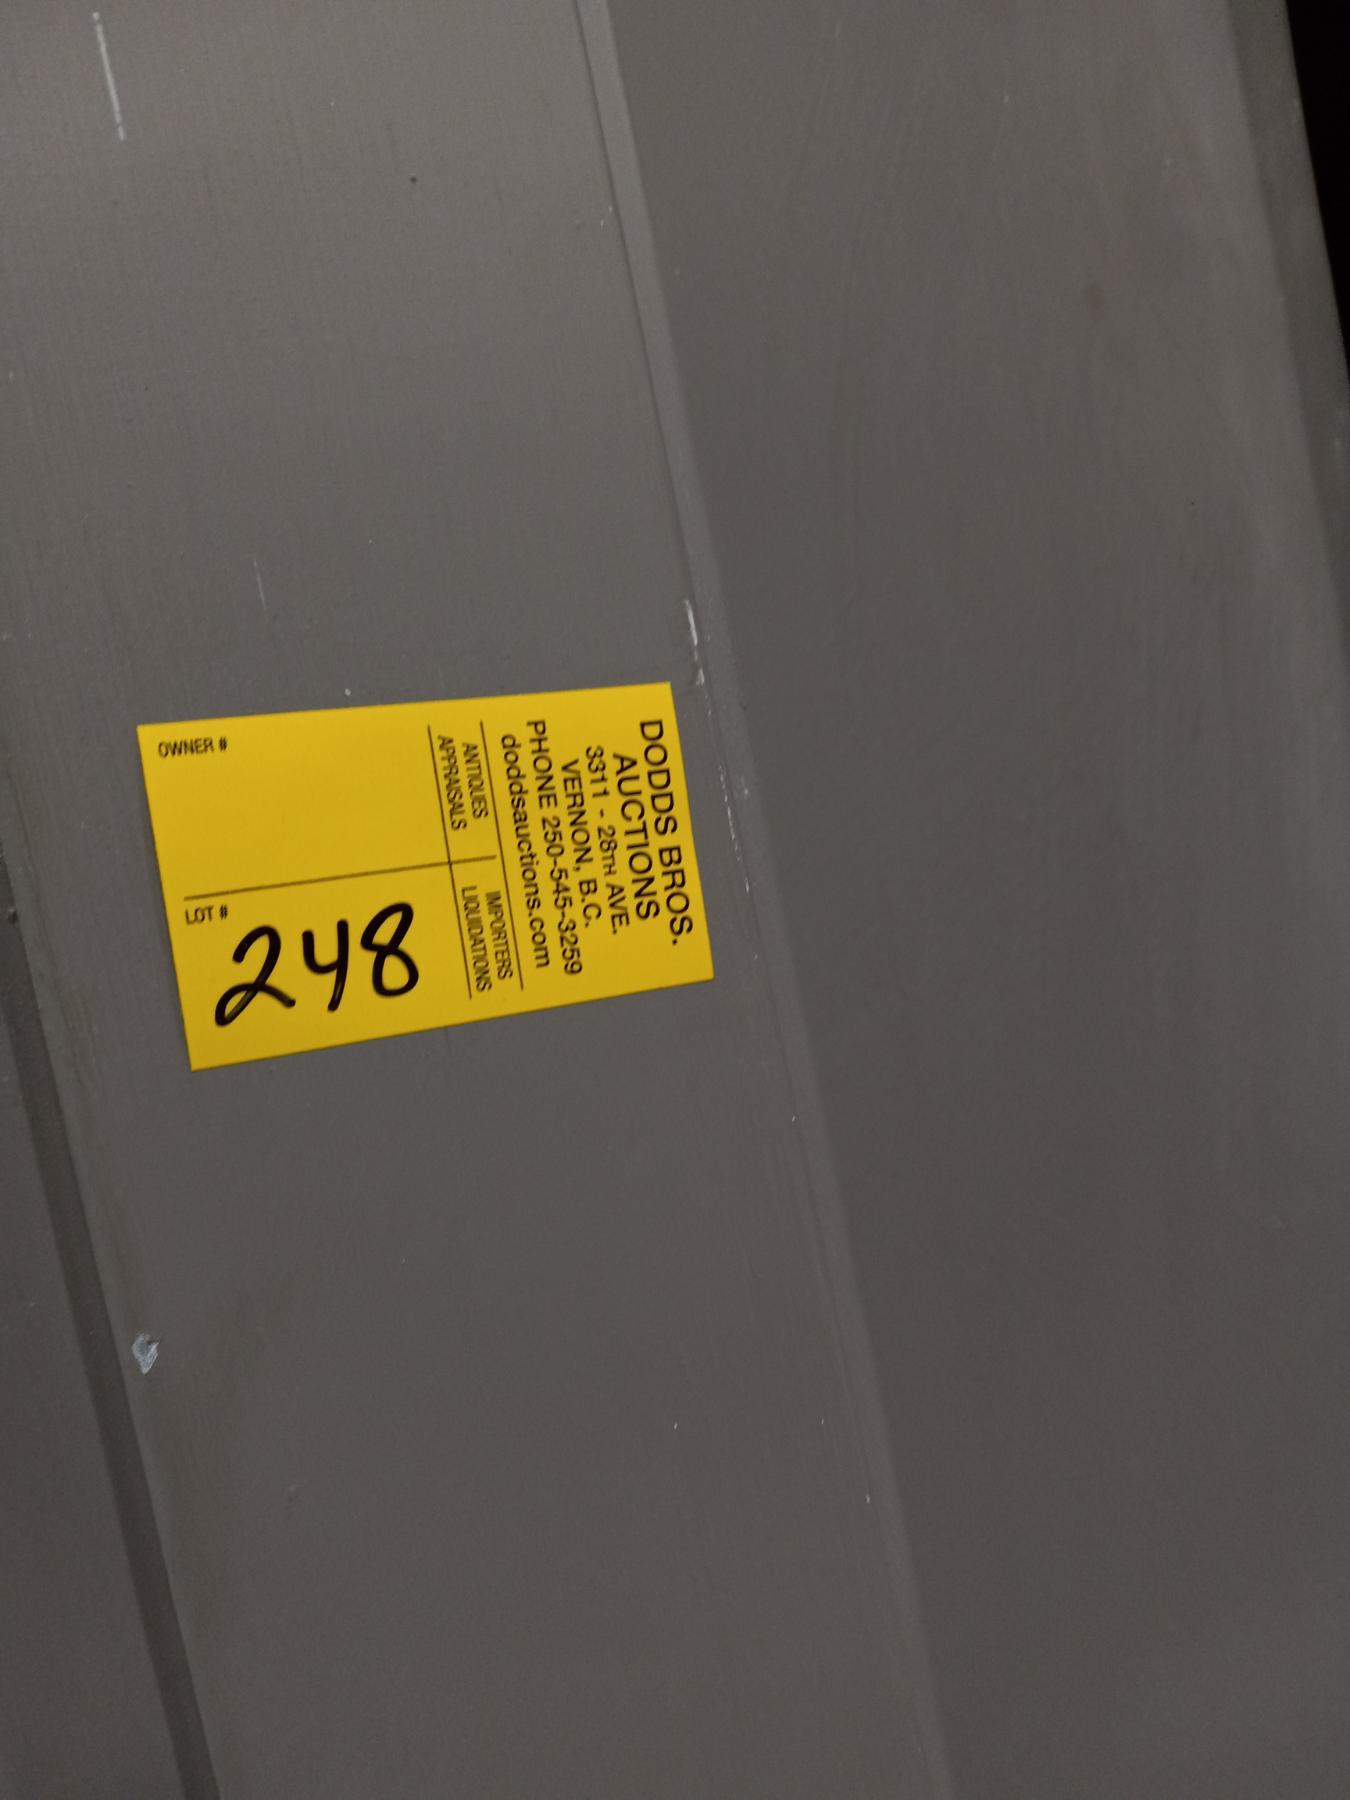 DODDS BROS.
AUCTIONS
3311 - 28TH AVE.
VERNON, B.C.
PHONE 250-545-3259
doddsauctions.com
ANTIQUES IMPORTERS
APPRAISALS LIQUIDATIONS
OWNER #
LOT #
248